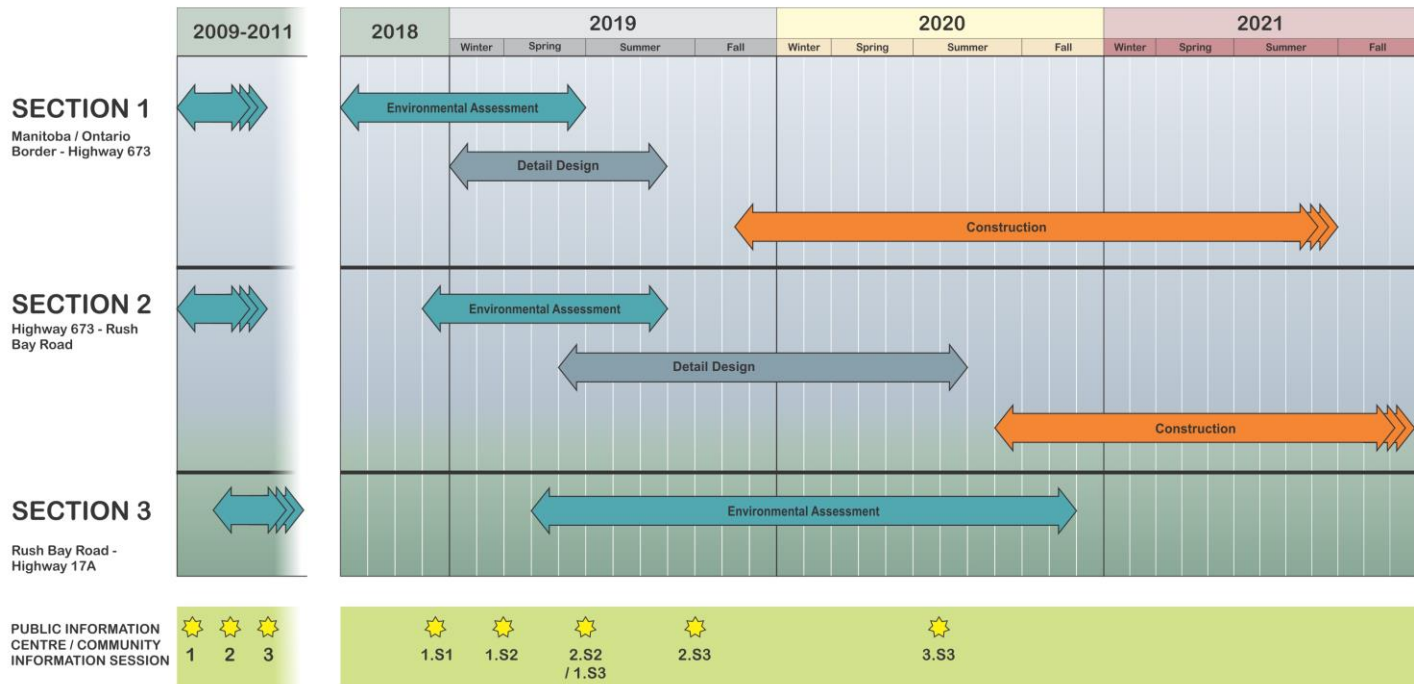 2009-2011
2018
2019
2020
2021
Winter Spring Summer Fall
Winter Spring Summer Fall
Winter Spring Summer Fall
SECTION 1
Manitoba / Ontario
Border - Highway 673
Environmental Assessment
Detail Design
Construction
SECTION 2
Highway 673 - Rush
Bay Road
Environmental Assessment
Detail Design
Construction
SECTION 3
Rush Bay Road -
Highway 17A
Environmental Assessment
PUBLIC INFORMATION
CENTRE / COMMUNITY
INFORMATION SESSION
1 2 3
1.S1
1.S2
2.S2
/ 1.S3
2.S3
3.S3